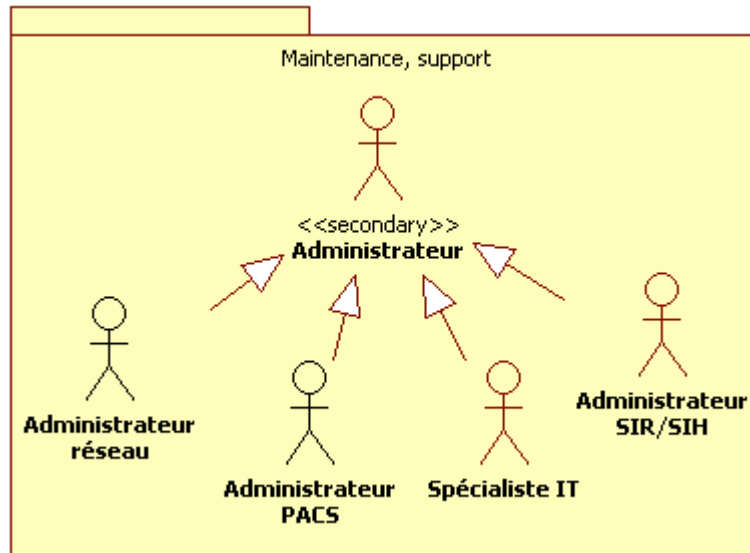 Maintenance, support
<<secondary>>
Administrateur
Administrateur
réseau
Administrateur
PACS
Spécialiste IT
Administrateur
SIR/SIH